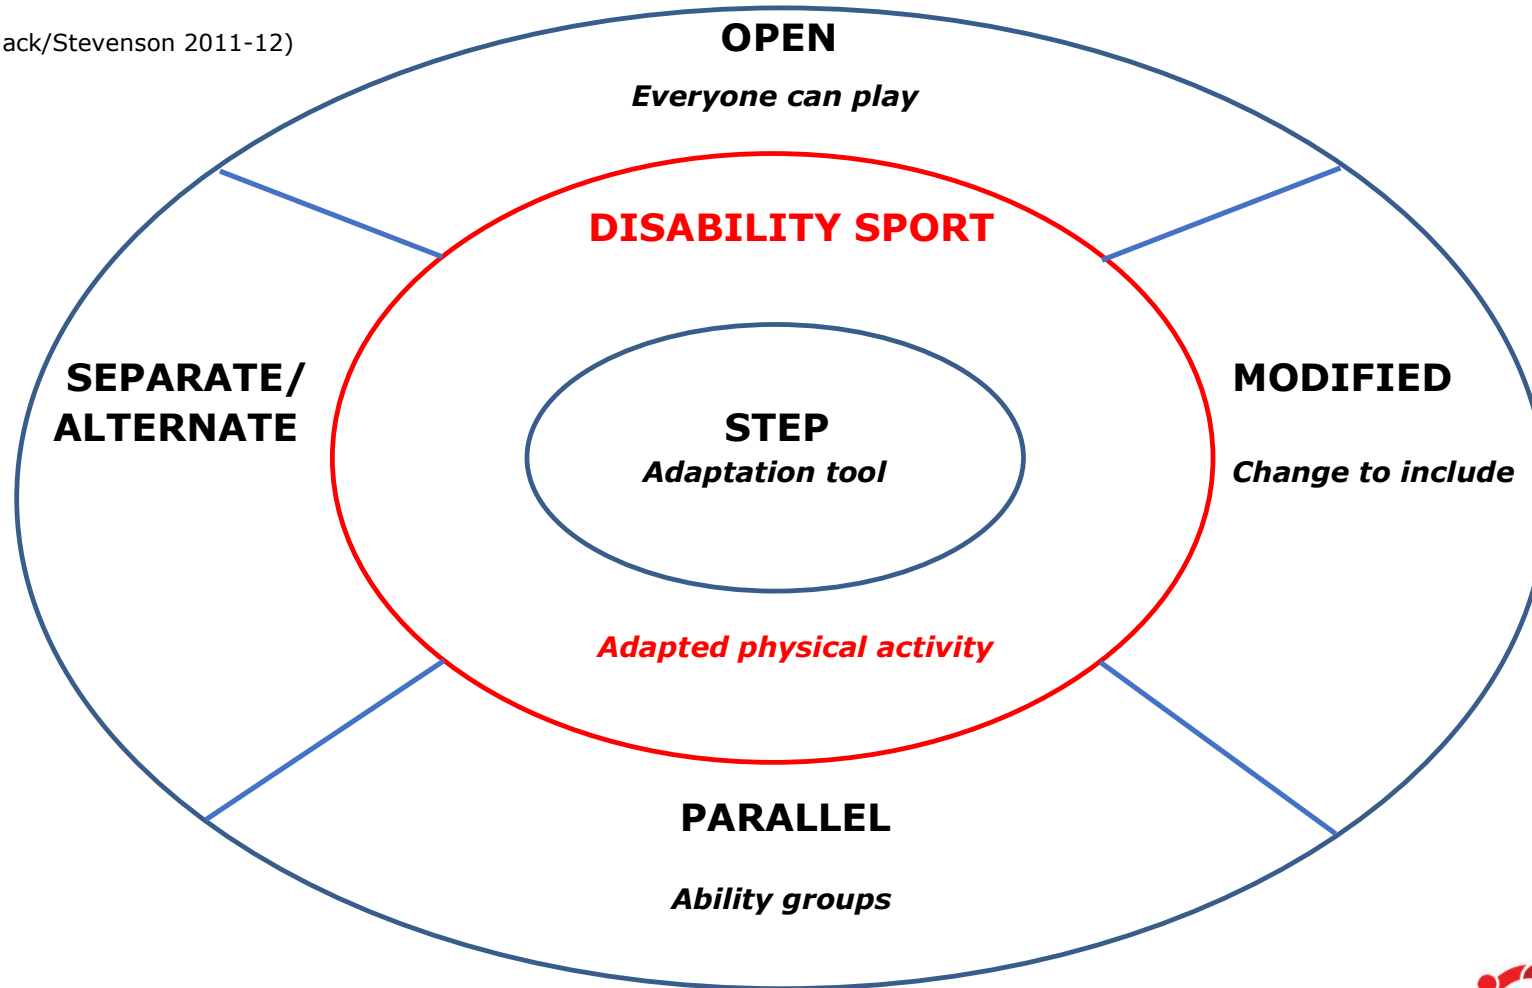 ack/Stevenson 2011-12)
OPEN
Everyone can play
DISABILITY SPORT
SEPARATE/
ALTERNATE
STEP
Adaptation tool
MODIFIED
Change to include
Adapted physical activity
PARALLEL
Ability groups